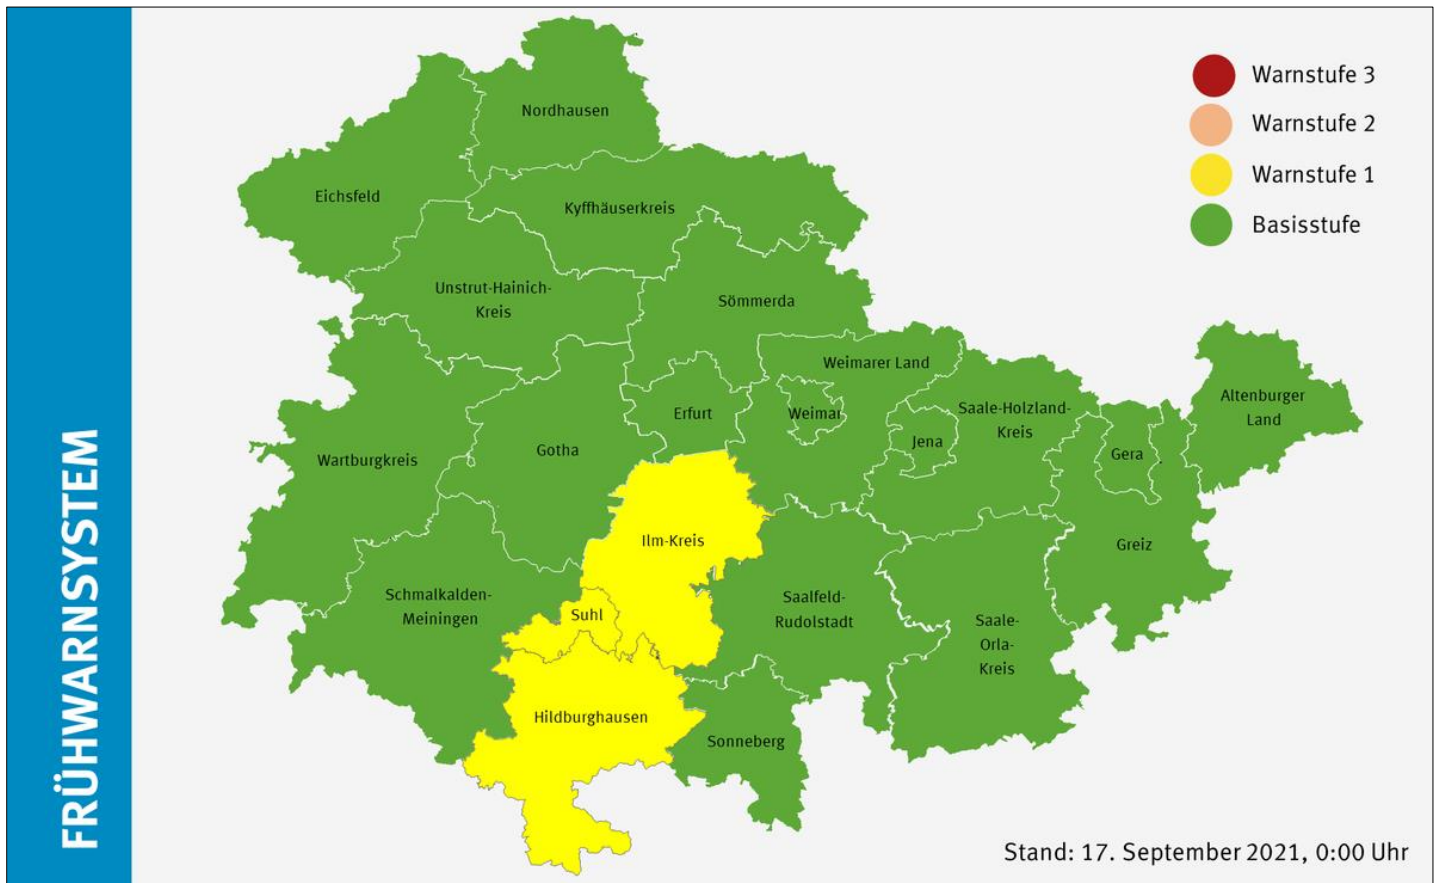 FRÜHWARNSYSTEM
Warnstufe 3
Warnstufe 2
Warnstufe 1
Basisstufe
Nordhausen
Eichsfeld
Kyffhäuserkreis
Unstrut-Hainich-
Kreis
Sömmerda
Weimarer Land
Altenburger
Land
Erfurt
Weimar
Saale-Holzland-
Kreis
Jena
Gera
Gotha
Wartburgkreis
Ilm-Kreis
Greiz
Schmalkalden-
Meiningen
Suhl
Saalfeld-
Rudolstadt
Saale-
Orla-
Kreis
Hildburghausen
Sonneberg
Stand: 17. September 2021, 0:00 Uhr